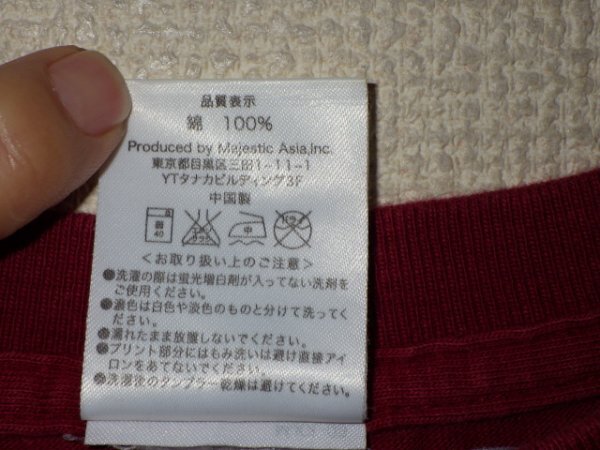 品質表示
綿 100%
Produced by Majestic Asia,Inc.
東京都目黒区三田1-11-1
YTタナカビルディング3F
中国製
弱
40
中
ドライ
<お取り扱い上のご注意>
●洗濯の際は蛍光増白剤が入ってない洗剤を
ご使用ください。
●濃色は白色や淡色のものと分けて洗ってく
ださい。
●濡れたまま放置しないでください。
●プリント部分にはもみ洗いは避け直接アイ
ロンをあてないでください。
●洗濯後のタンブラー乾燥は避けてください。